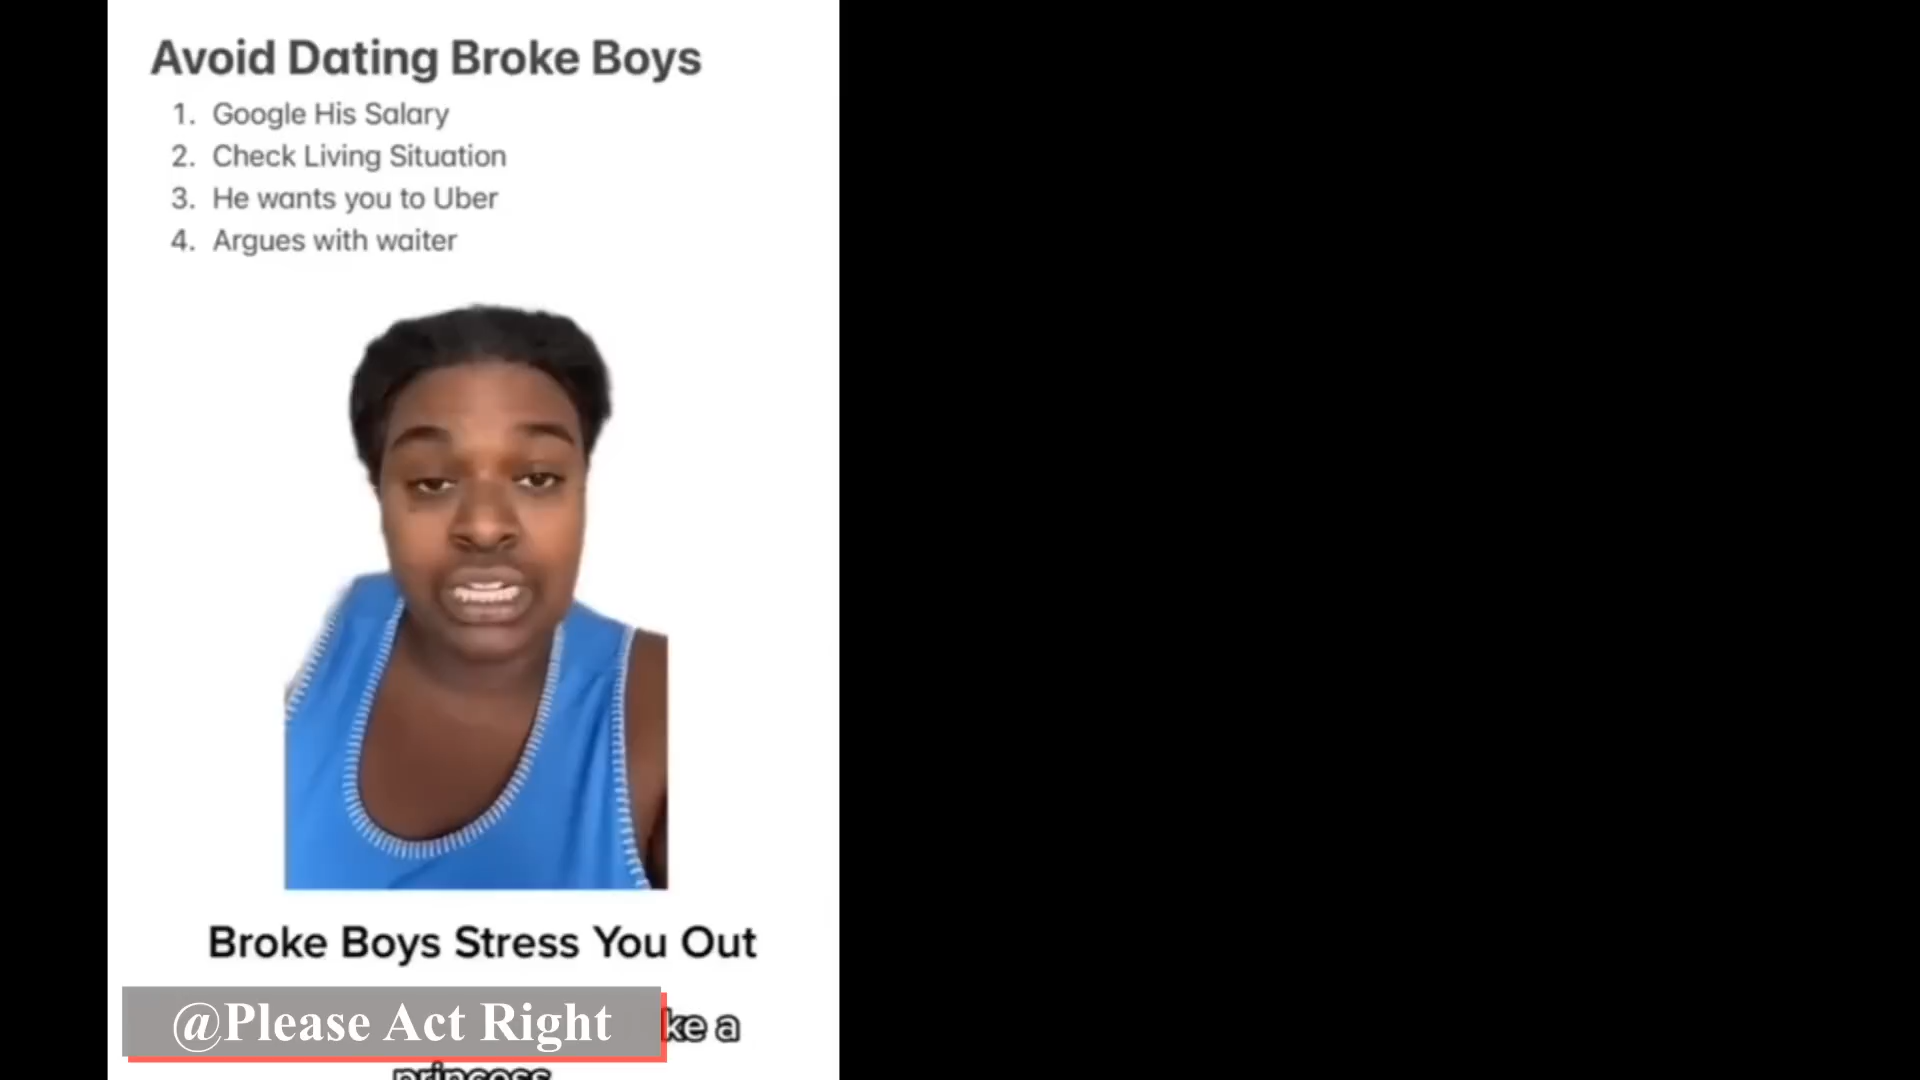 Avoid Dating Broke Boys
1. Google His Salary
2. Check Living Situation
3. He wants you to Uber
4. Argues with waiter
Broke Boys Stress You Out
@Please Act Right
ke a
princess